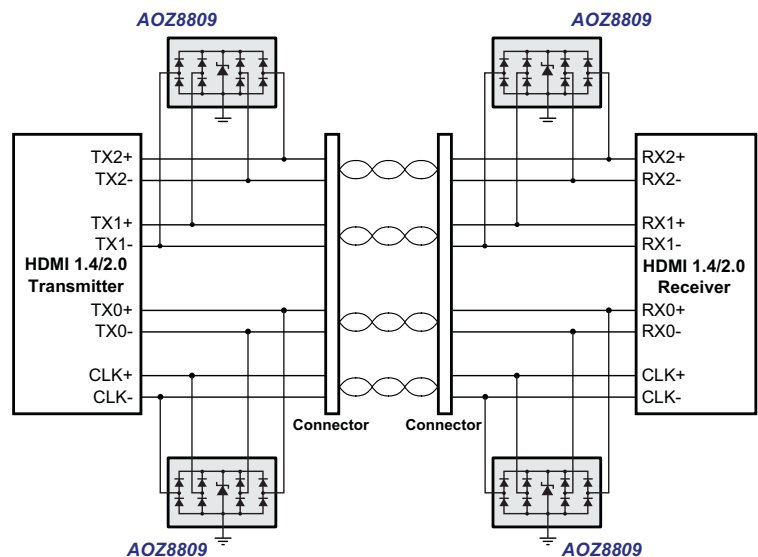 AOZ8809
AOZ8809
TX2+
TX2-
TX1+
TX1-
HDMI 1.4/2.0
Transmitter
TX0+
TX0-
CLK+
CLK-
RX2+
RX2-
RX1+
RX1-
HDMI 1.4/2.0
Receiver
RX0+
RX0-
CLK+
CLK-
Connector
Connector
AOZ8809
AOZ8809